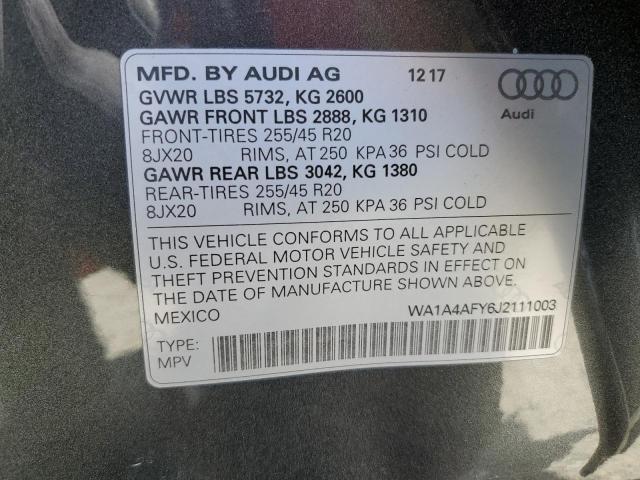 MFD. BY AUDI AG 12 17
GVWR LBS 5732, KG 2600
GAWR FRONT LBS 2888, KG 1310
FRONT-TIRES 255/45 R20
8JX20 RIMS, AT 250 KPA 36 PSI COLD
GAWR REAR LBS 3042, KG 1380
REAR-TIRES 255/45 R20
8JX20 RIMS, AT 250 KPA 36 PSI COLD
Audi
THIS VEHICLE CONFORMS TO ALL APPLICABLE
U.S. FEDERAL MOTOR VEHICLE SAFETY AND
THEFT PREVENTION STANDARDS IN EFFECT ON
THE DATE OF MANUFACTURE SHOWN ABOVE.
MEXICO WA1A4AFY6J2111003
TYPE:
MPV